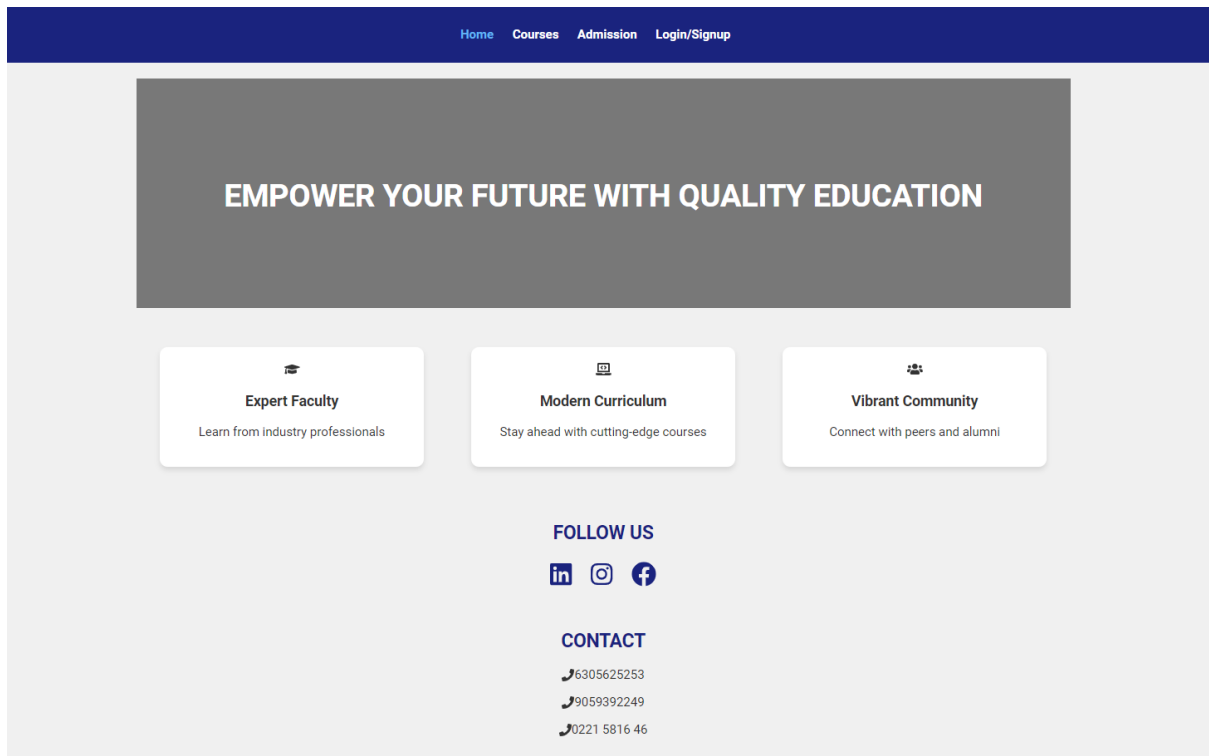 Home Courses Admission Login/Signup
EMPOWER YOUR FUTURE WITH QUALITY EDUCATION
Expert Faculty
Learn from industry professionals
Modern Curriculum
Stay ahead with cutting-edge courses
Vibrant Community
Connect with peers and alumni
FOLLOW US
in
CONTACT
6305625253
9059392249
0221 5816 46